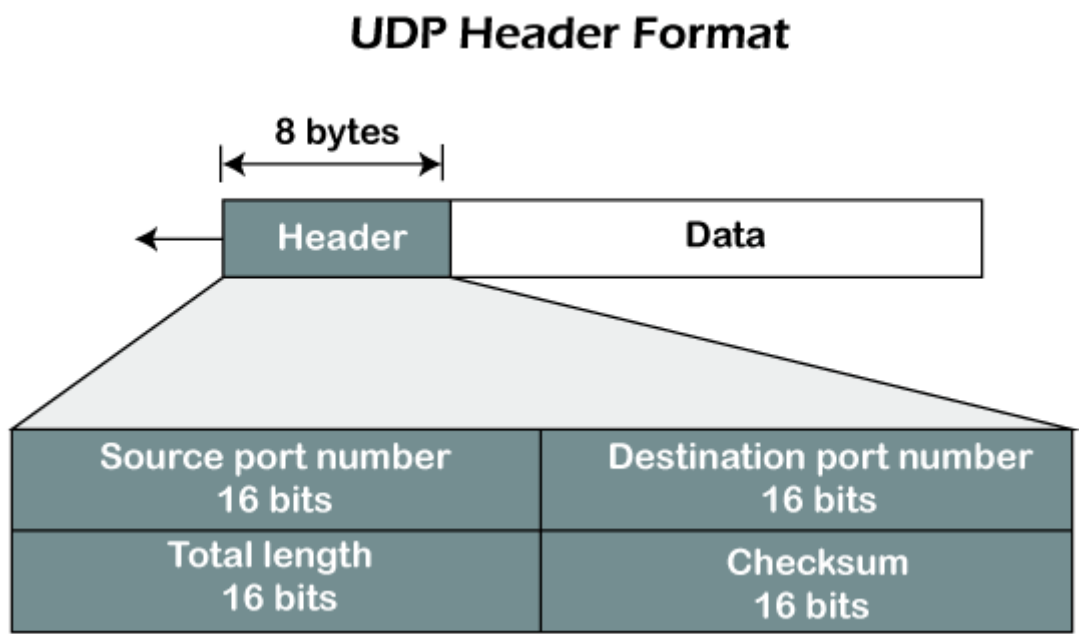 UDP Header Format
8 bytes
Header
Data
Source port number
16 bits
Destination port number
16 bits
Total length
16 bits
Checksum
16 bits